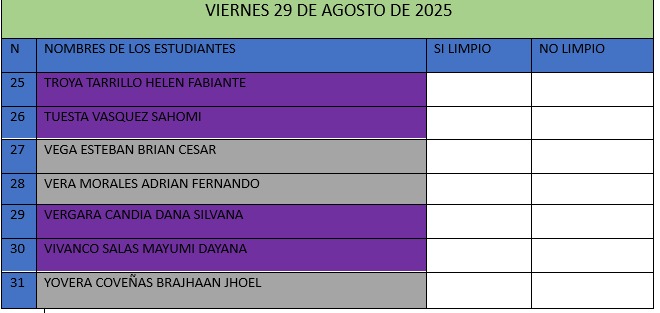 VIERNES 29 DE AGOSTO DE 2025
N NOMBRES DE LOS ESTUDIANTES SI LIMPIO NO LIMPIO
25 TROYA TARRILLO HELEN FABIANTE
26 TUESTA VASQUEZ SAHOMI
27 VEGA ESTEBAN BRIAN CESAR
28 VERA MORALES ADRIAN FERNANDO
29 VERGARA CANDIA DANA SILVANA
30 VIVANCO SALAS MAYUMI DAYANA
31 YOVERA COVEÑAS BRAJHAAN JHOEL